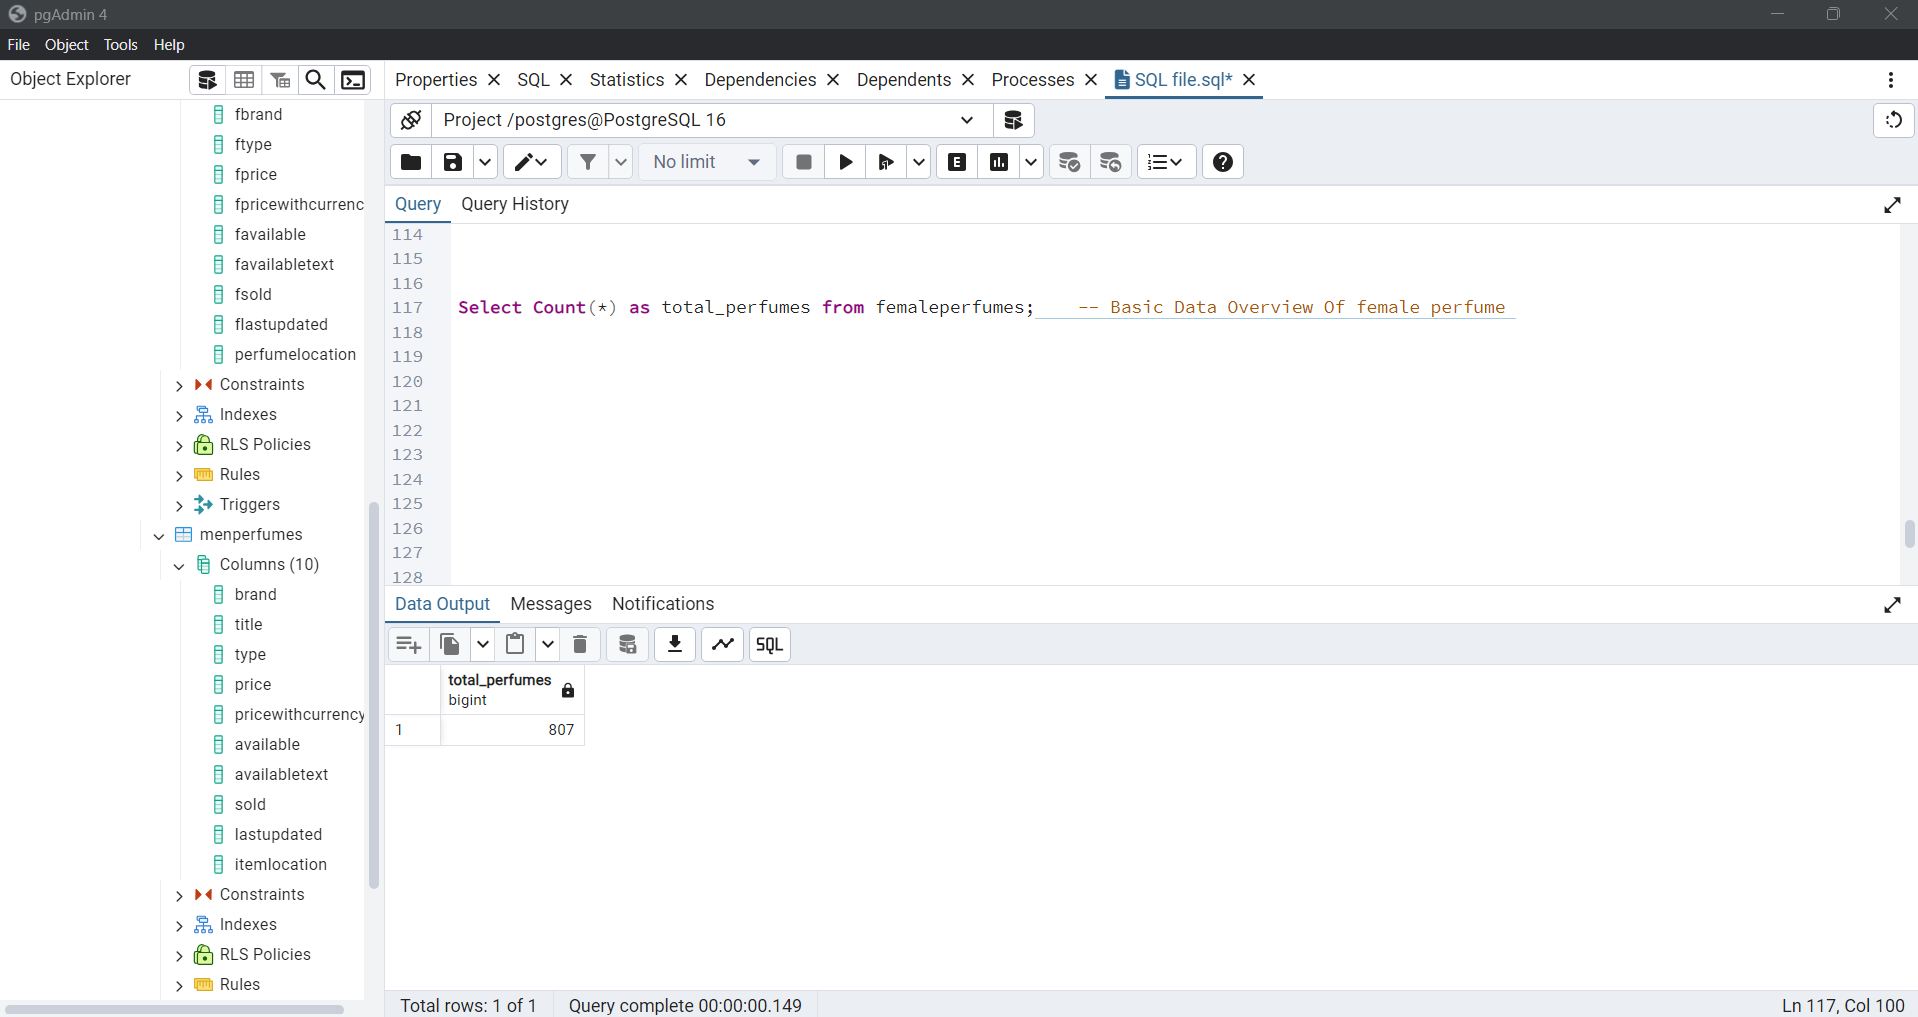 pgAdmin 4
File Object Tools Help
Object Explorer
Properties SQL Statistics Dependencies Dependents Processes SQL file.sql*
Project /postgres@PostgreSQL 16
No limit
E
Query Query History
114
115
116
117 Select Count(*) as total_perfumes from femaleperfumes; -- Basic Data Overview Of female perfume
118
119
120
121
122
123
124
125
126
127
128
fbrand
ftype
fprice
fpricewithcurrenc
favailable
favailabletext
fsold
flastupdated
perfumelocation
Constraints
Indexes
RLS Policies
Rules
Triggers
menperfumes
Columns (10)
brand
title
type
price
pricewithcurrency
available
availabletext
sold
lastupdated
itemlocation
Constraints
Indexes
RLS Policies
Rules
Data Output Messages Notifications
SQL
total_perfumes
bigint
1 807
Total rows: 1 of 1 Query complete 00:00:00.149 Ln 117, Col 100